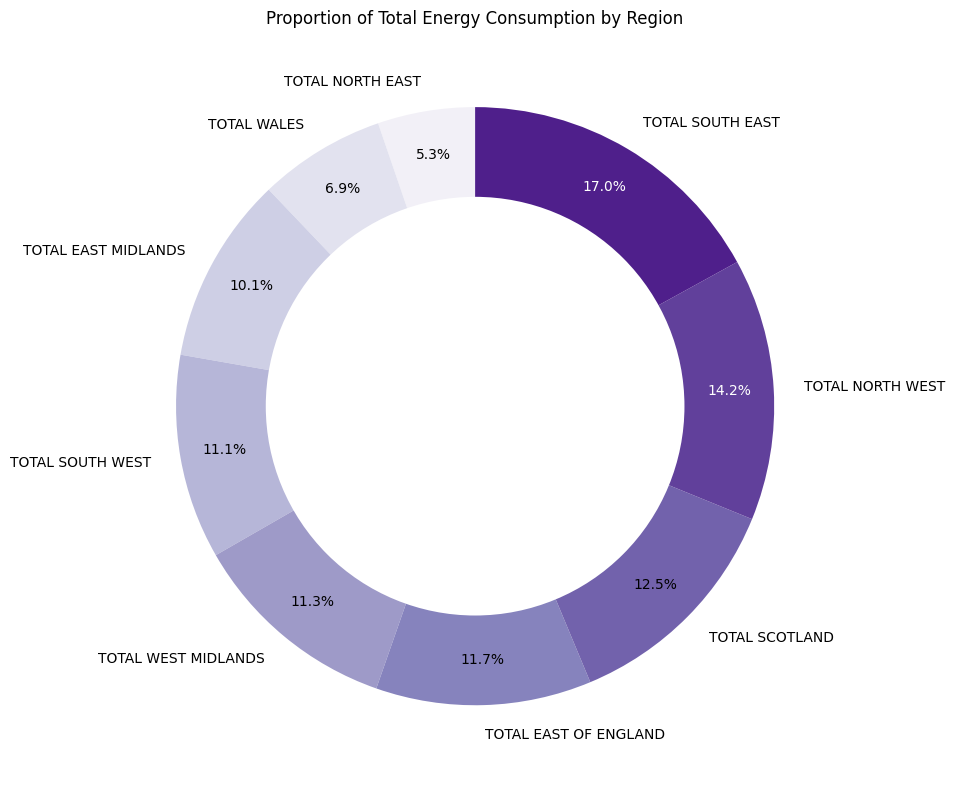 Proportion of Total Energy Consumption by Region
TOTAL NORTH EAST
TOTAL SOUTH EAST
TOTAL WALES
5.3%
17.0%
6.9%
TOTAL EAST MIDLANDS
10.1%
TOTAL NORTH WEST
14.2%
11.1%
TOTAL SOUTH WEST
12.5%
11.3%
TOTAL SCOTLAND
TOTAL WEST MIDLANDS
11.7%
TOTAL EAST OF ENGLAND